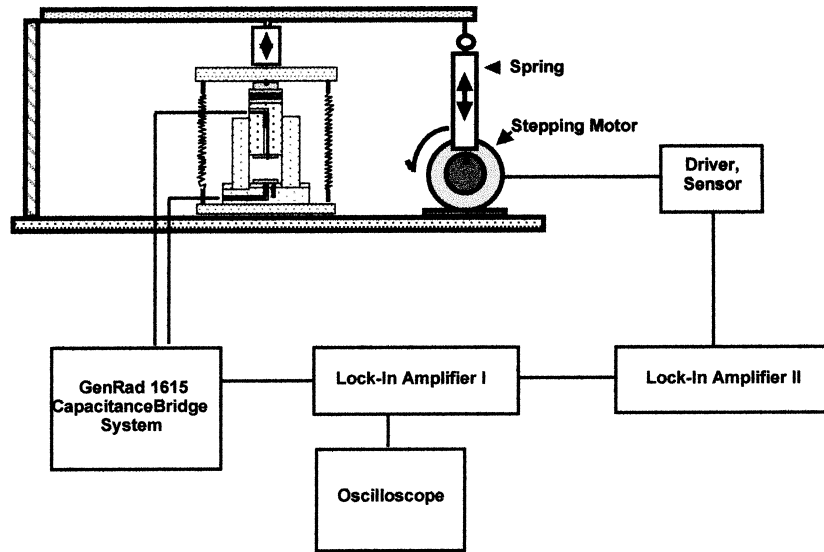 Spring
Stepping Motor
Driver,
Sensor
GenRad 1615
CapacitanceBridge
System
Lock-In Amplifier I
Lock-In Amplifier II
Oscilloscope